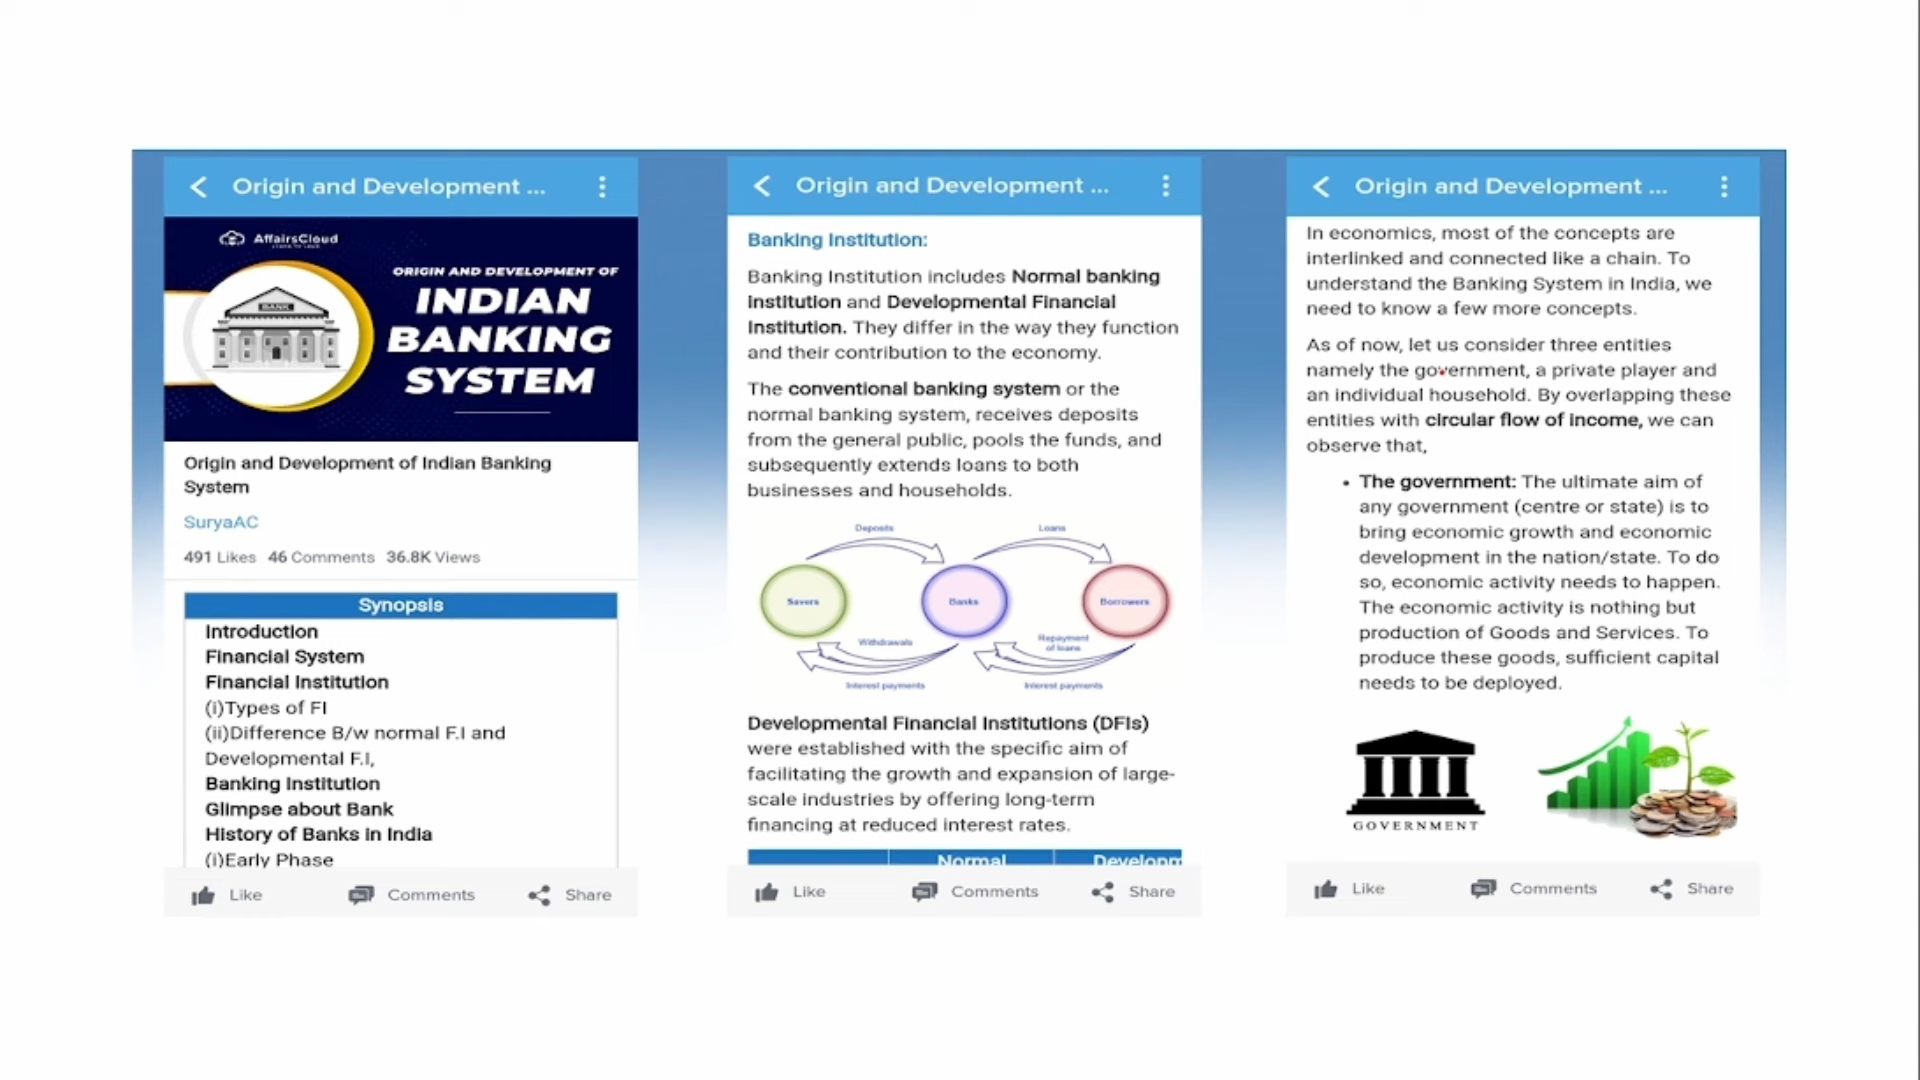 Origin and Development ...
AffairsCloud
ORIGIN AND DEVELOPMENT OF
INDIAN
BANKING
SYSTEM
BANK
Origin and Development of Indian Banking
System
SuryaAC
491 Likes 46 Comments 36.8K Views
Synopsis
Introduction
Financial System
Financial Institution
(i)Types of FI
(ii)Difference B/w normal F.I and
Developmental F.I,
Banking Institution
Glimpse about Bank
History of Banks in India
(i)Early Phase
Like Comments Share
Origin and Development ...
Banking Institution:
Banking Institution includes Normal banking
institution and Developmental Financial
Institution. They differ in the way they function
and their contribution to the economy.
The conventional banking system or the
normal banking system, receives deposits
from the general public, pools the funds, and
subsequently extends loans to both
businesses and households.
Deposits Loans
Savers Banks Borrowers
Withdrawals Repayment
of loans
Interest payments Interest payments
Developmental Financial Institutions (DFIs)
were established with the specific aim of
facilitating the growth and expansion of large-
scale industries by offering long-term
financing at reduced interest rates.
Normal Developm
Like Comments Share
Origin and Development ...
In economics, most of the concepts are
interlinked and connected like a chain. To
understand the Banking System in India, we
need to know a few more concepts.
As of now, let us consider three entities
namely the government, a private player and
an individual household. By overlapping these
entities with circular flow of income, we can
observe that,
• The government: The ultimate aim of
any government (centre or state) is to
bring economic growth and economic
development in the nation/state. To do
so, economic activity needs to happen.
The economic activity is nothing but
production of Goods and Services. To
produce these goods, sufficient capital
needs to be deployed.
GOVERNMENT
Like Comments Share